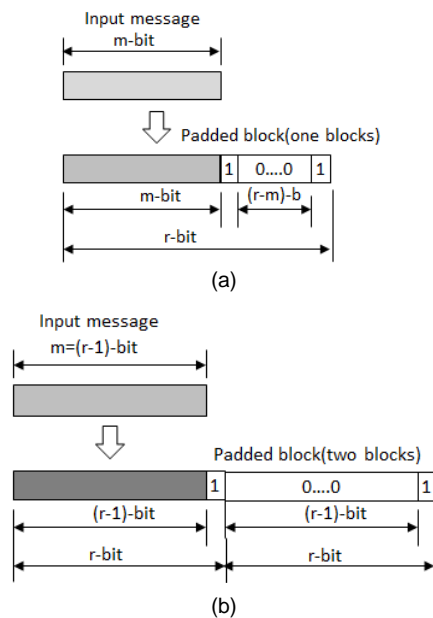 Input message
m-bit
Padded block(one blocks)
1 0....0 1
m-bit (r-m)-b
r-bit
(a)
Input message
m=(r-1)-bit
Padded block(two blocks)
1 0....0 1
(r-1)-bit (r-1)-bit
r-bit r-bit
(b)